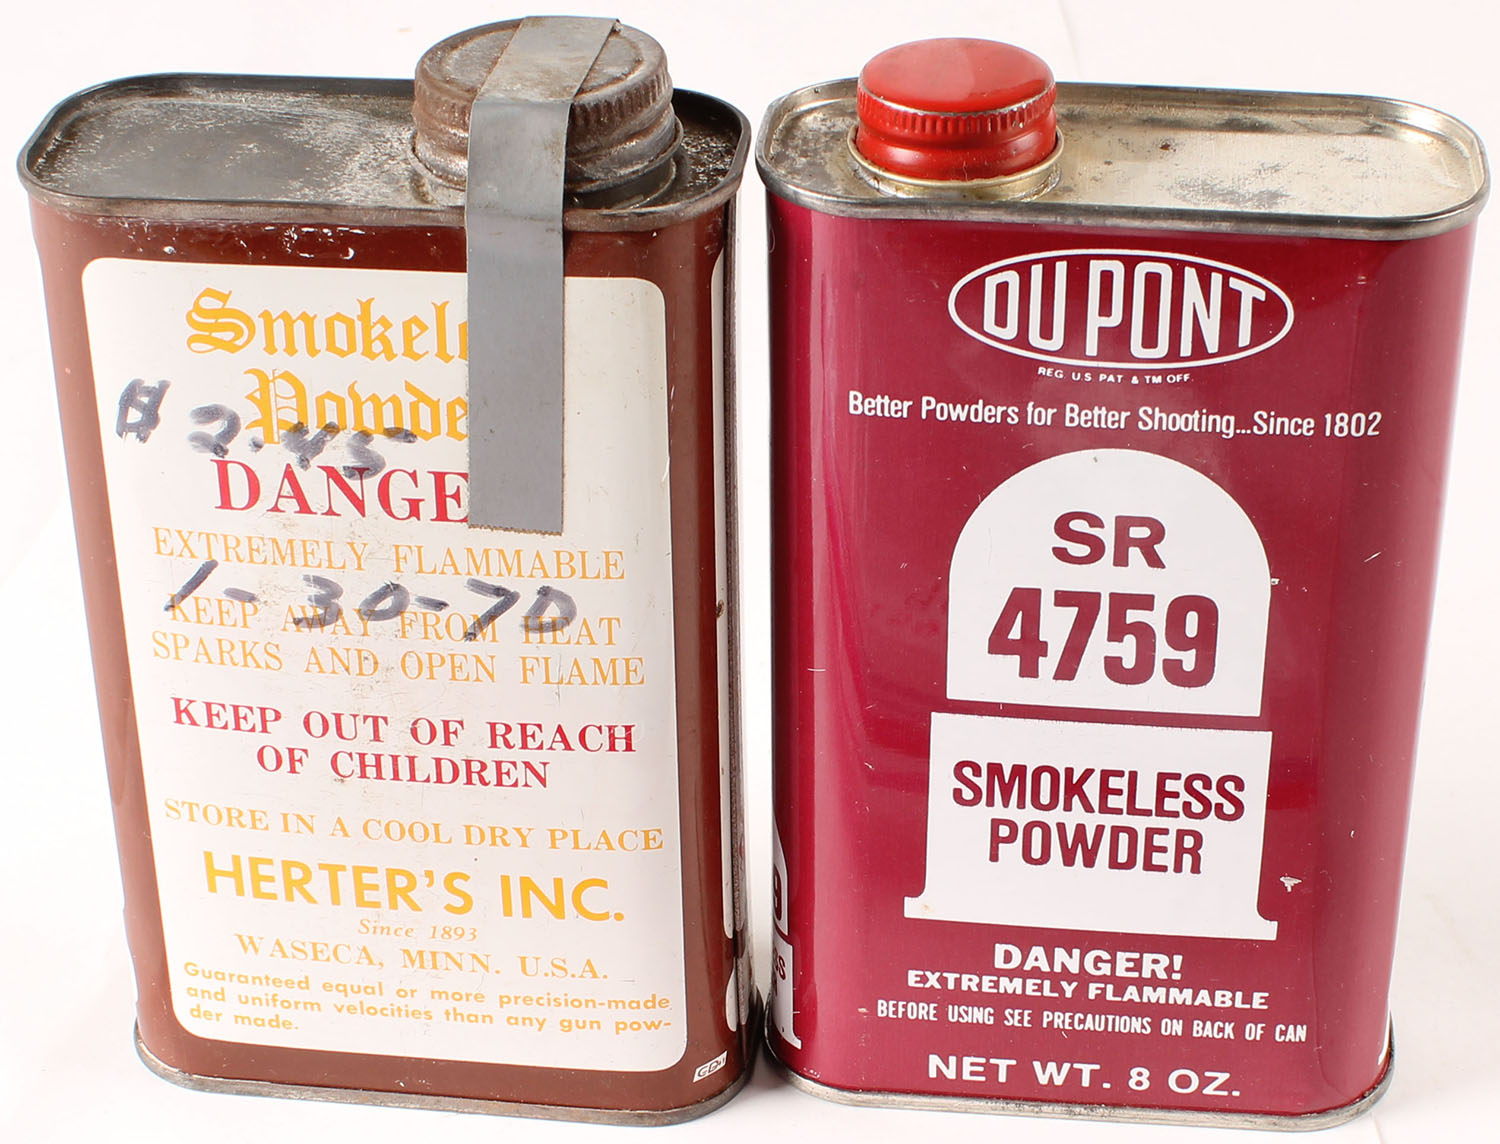 Smokele
Powde
$ 2.45
DANGE
EXTREMELY FLAMMABLE
1-30-70
KEEP AWAY FROM HEAT
SPARKS AND OPEN FLAME
KEEP OUT OF REACH
OF CHILDREN
STORE IN A COOL DRY PLACE
HERTER'S INC.
Since 1893
WASECA, MINN. U.S.A.
Guaranteed equal or more precision-made
and uniform velocities than any gun pow-
der made.
DU PONT
REG. U.S. PAT. & TM OFF.
Better Powders for Better Shooting...Since 1802
SR
4759
SMOKELESS
POWDER
DANGER!
EXTREMELY FLAMMABLE
BEFORE USING SEE PRECAUTIONS ON BACK OF CAN
NET WT. 8 OZ.